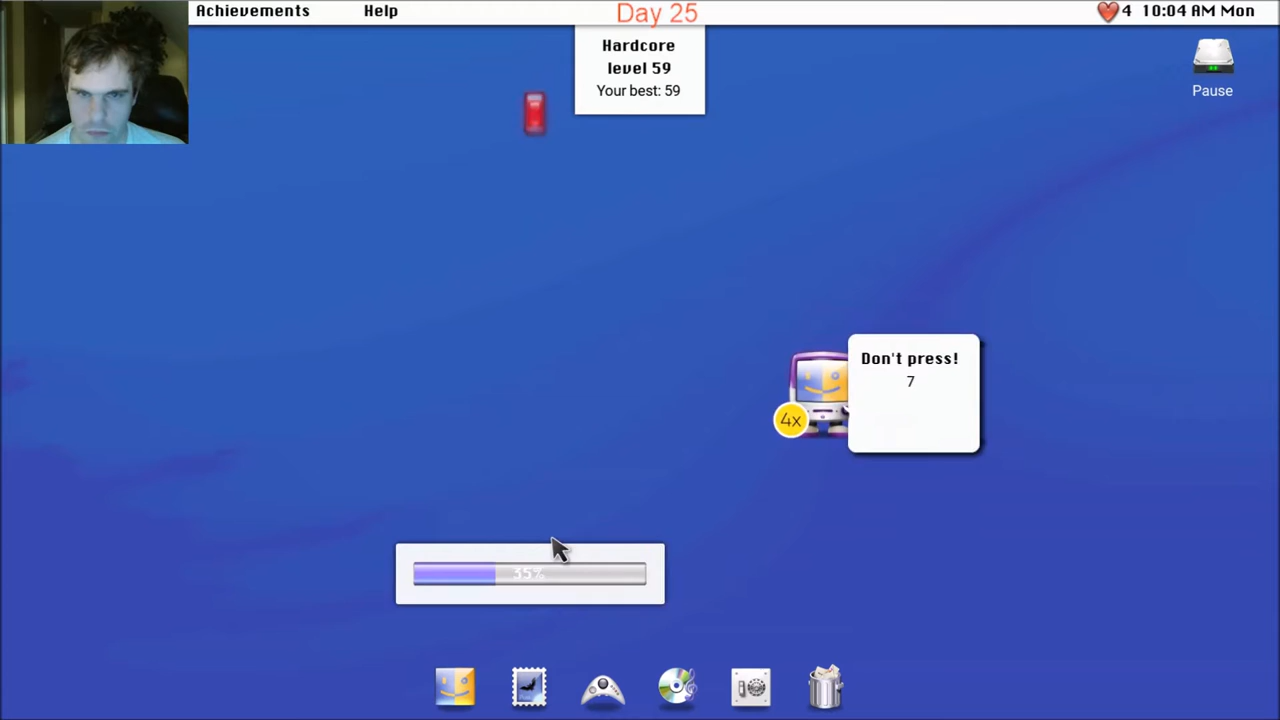 Achievements Help Day 25 4 10:04 AM Mon
Hardcore
level 59
Your best: 59
Pause
Don't press!
7
4x
35%